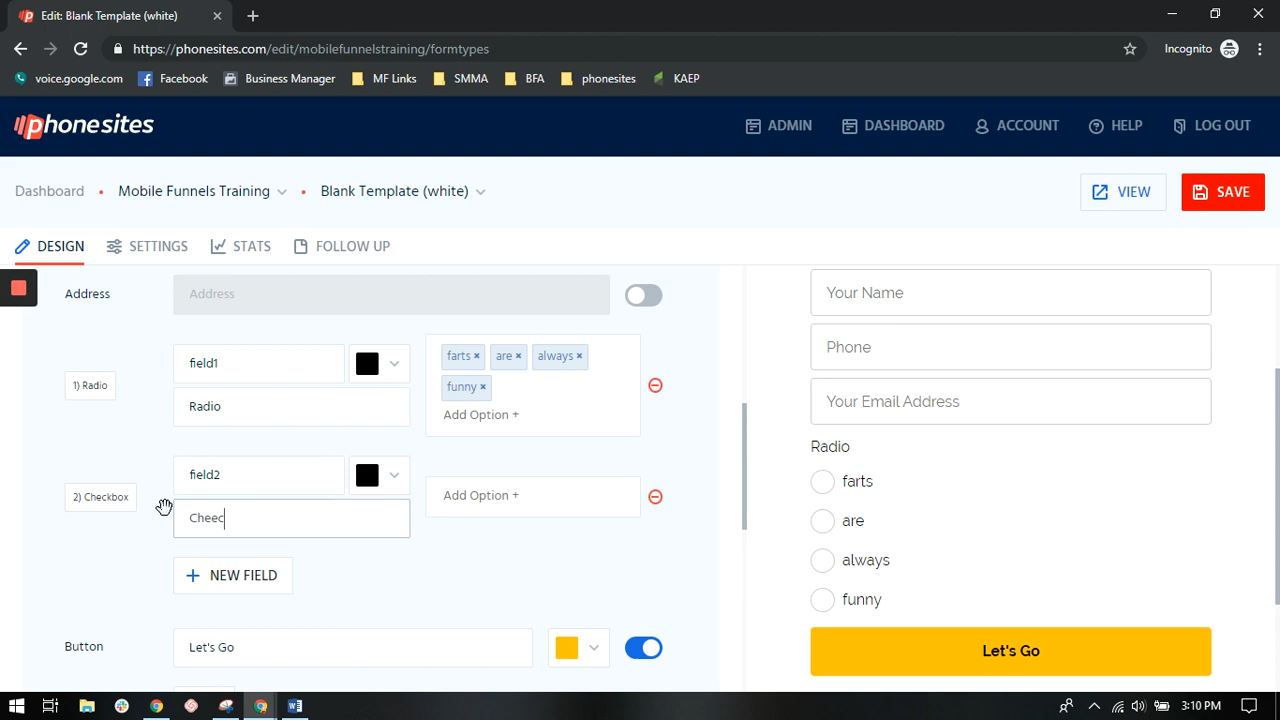 Edit: Blank Template (white)
https://phonesites.com/edit/mobilefunnelstraining/formtypes
Incognito
voice.google.com Facebook Business Manager MF Links SMMA BFA phonesites KAEP
phonesites
ADMIN DASHBOARD ACCOUNT HELP LOG OUT
Dashboard • Mobile Funnels Training • Blank Template (white)
VIEW SAVE
DESIGN SETTINGS STATS FOLLOW UP
Address Address
1) Radio
field1
Radio
farts × are × always ×
funny ×
Add Option +
2) Checkbox
field2
Cheec
Add Option +
+ NEW FIELD
Button Let's Go
Your Name
Phone
Your Email Address
Radio
farts
are
always
funny
Let's Go
3:10 PM